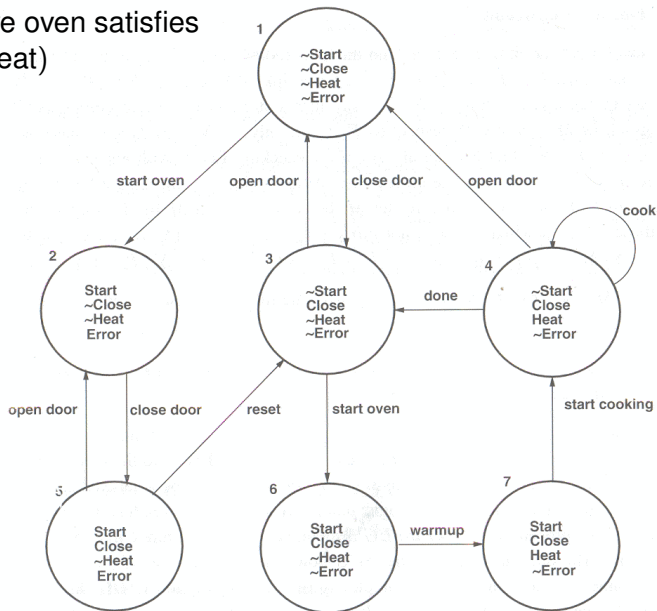 e oven satisfies
eat)
1
~Start
~Close
~Heat
~Error
start oven
open door
close door
open door
cook
2
Start
~Close
~Heat
Error
3
~Start
Close
~Heat
~Error
done
4
~Start
Close
Heat
~Error
open door
close door
reset
start oven
start cooking
5
Start
Close
~Heat
Error
6
Start
Close
~Heat
~Error
warmup
7
Start
Close
Heat
~Error